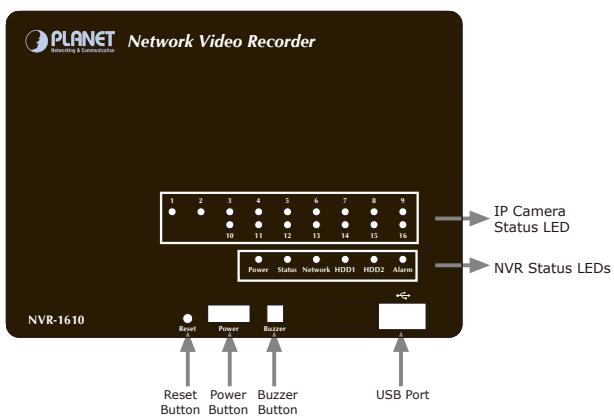 PLANET
Networking & Communication
Network Video Recorder
1 2 3 4 5 6 7 8 9
10 11 12 13 14 15 16
IP Camera
Status LED
Power Status Network HDD1 HDD2 Alarm
NVR Status LEDs
NVR-1610
Reset Power Buzzer
Reset
Button
Power
Button
Buzzer
Button
USB Port